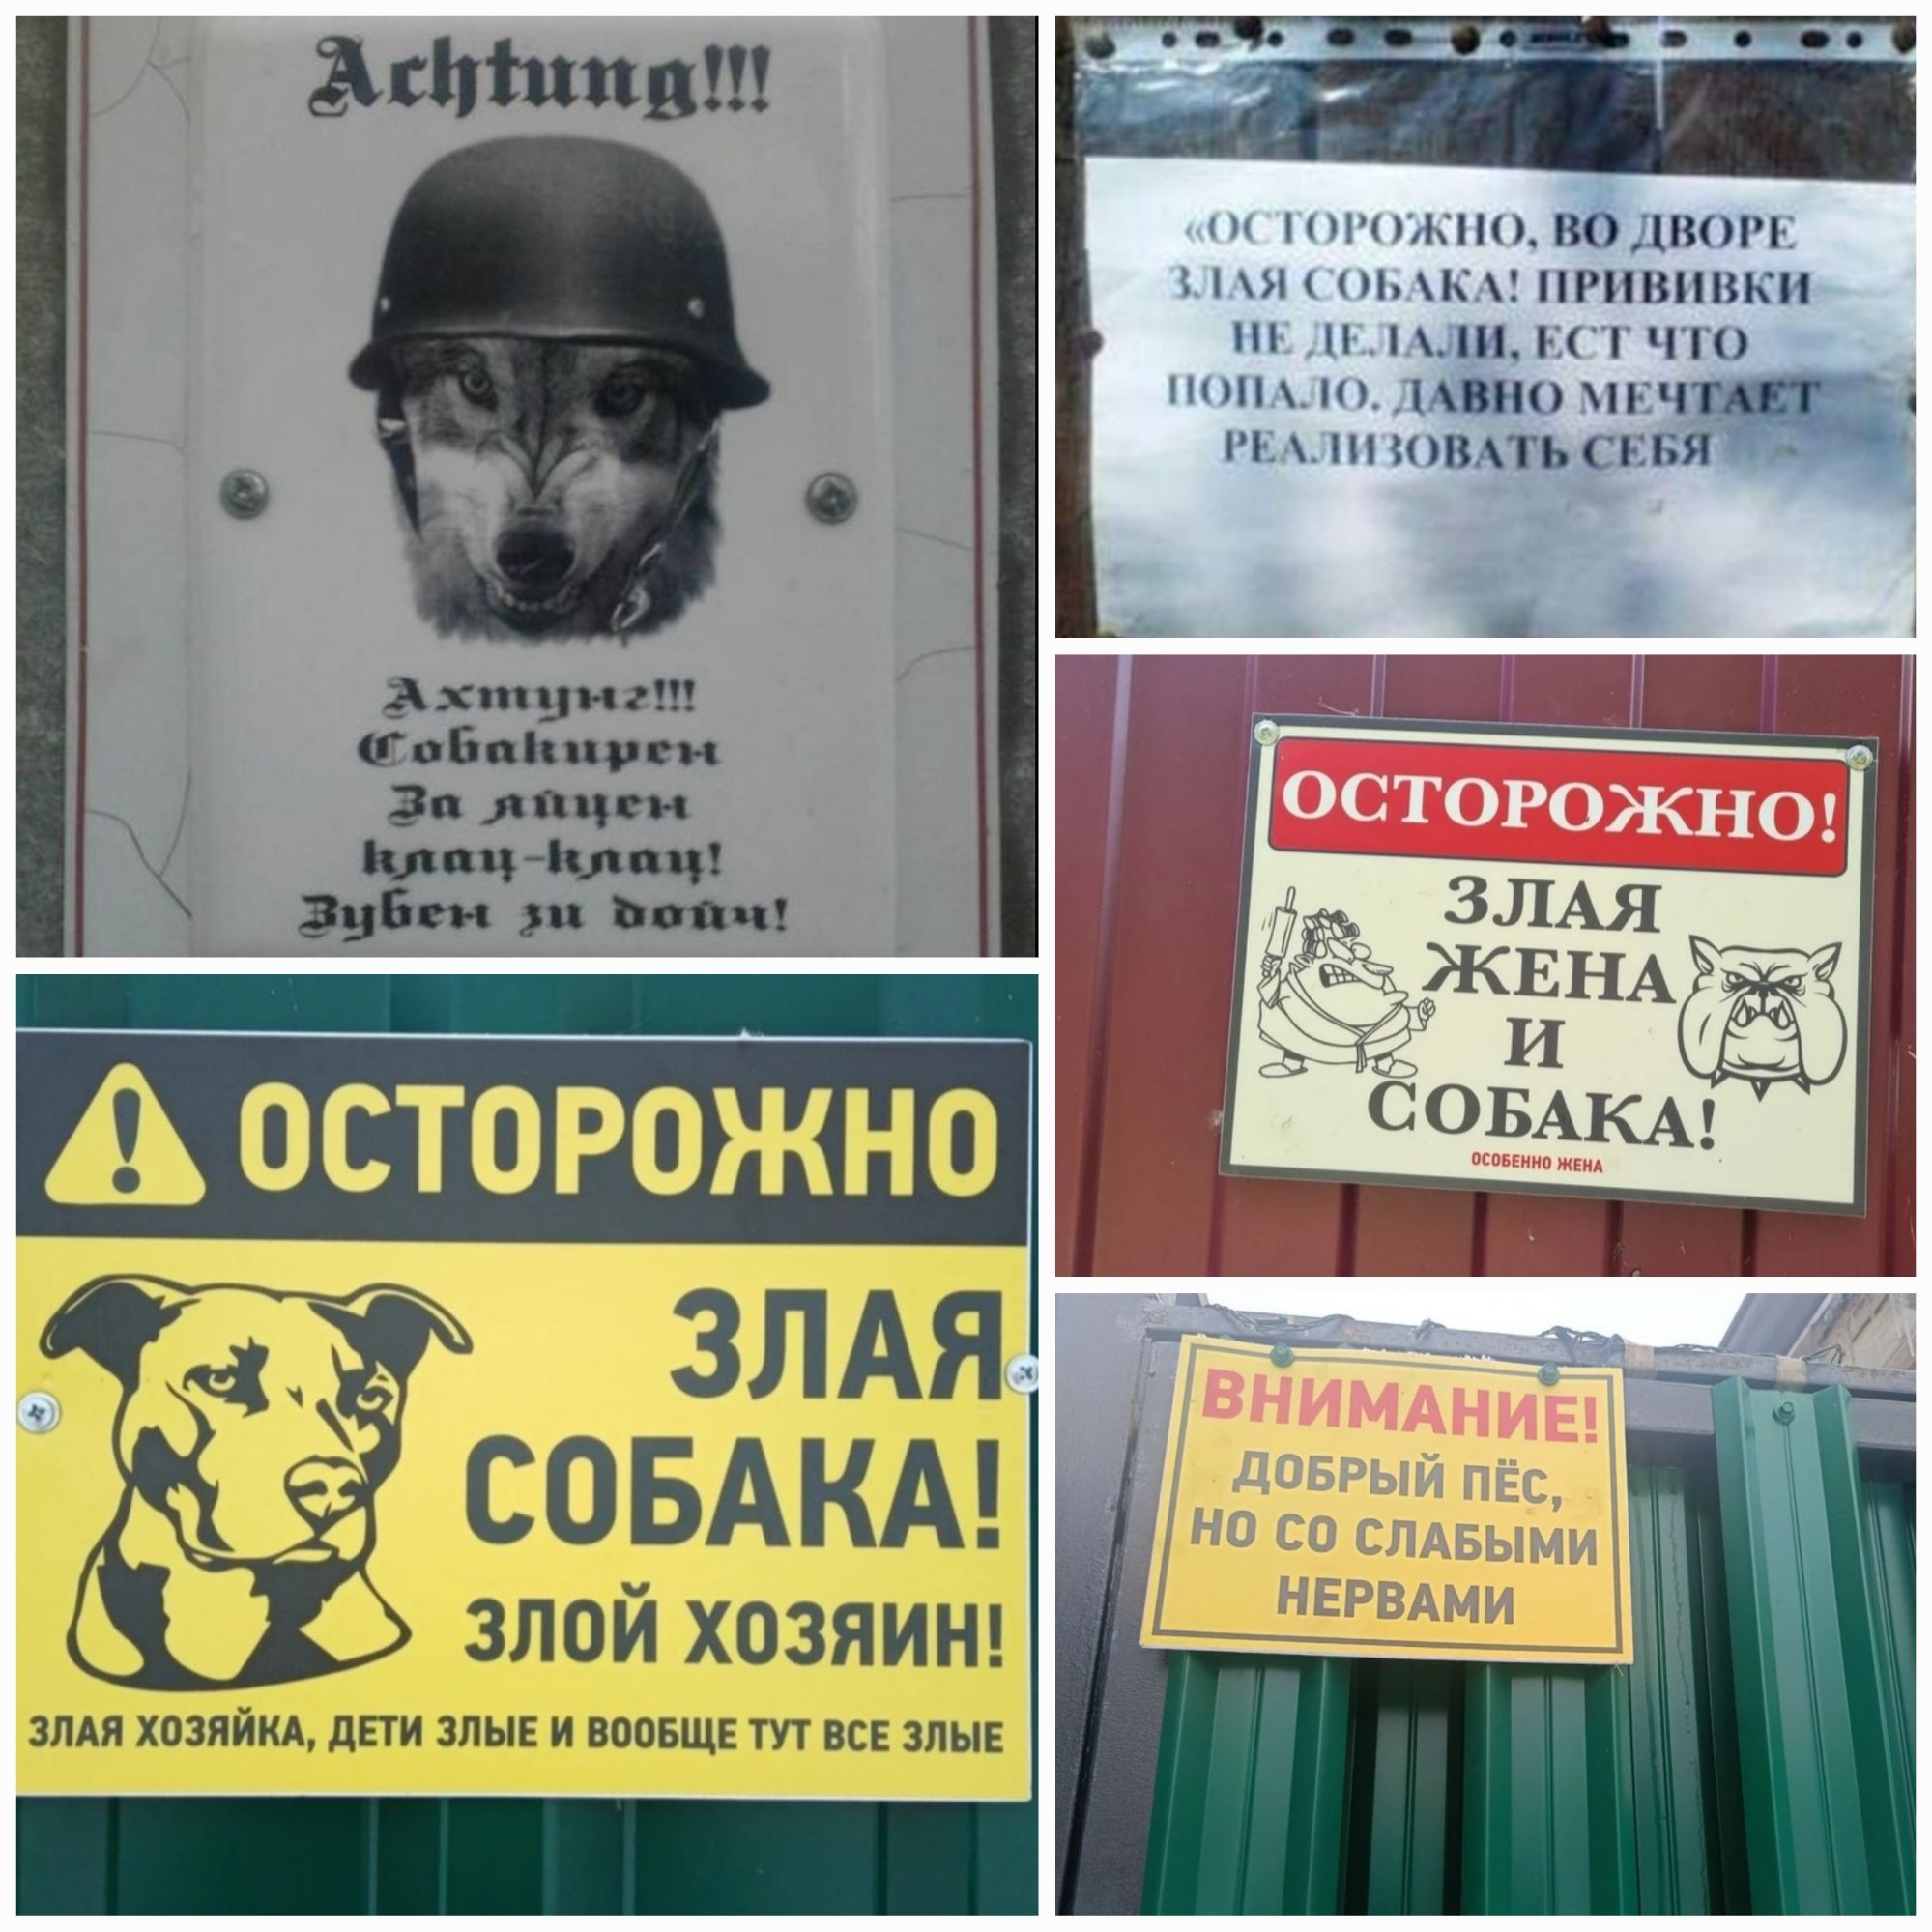 Achtung!!!
Ахтунг!!!
Собакирен
За яйцен
клац-клац!
Зубен зи дойч!
«ОСТОРОЖНО, ВО ДВОРЕ
ЗЛАЯ СОБАКА! ПРИВИВКИ
НЕ ДЕЛАЛИ, ЕСТ ЧТО
ПОПАЛО. ДАВНО МЕЧТАЕТ
РЕАЛИЗОВАТЬ СЕБЯ
ОСТОРОЖНО!
ЗЛАЯ
ЖЕНА
И
СОБАКА!
ОСОБЕННО ЖЕНА
ОСТОРОЖНО
ЗЛАЯ
СОБАКА!
ЗЛОЙ ХОЗЯИН!
ЗЛАЯ ХОЗЯЙКА, ДЕТИ ЗЛЫЕ И ВООБЩЕ ТУТ ВСЕ ЗЛЫЕ
ВНИМАНИЕ!
ДОБРЫЙ ПЁС,
НО СО СЛАБЫМИ
НЕРВАМИ